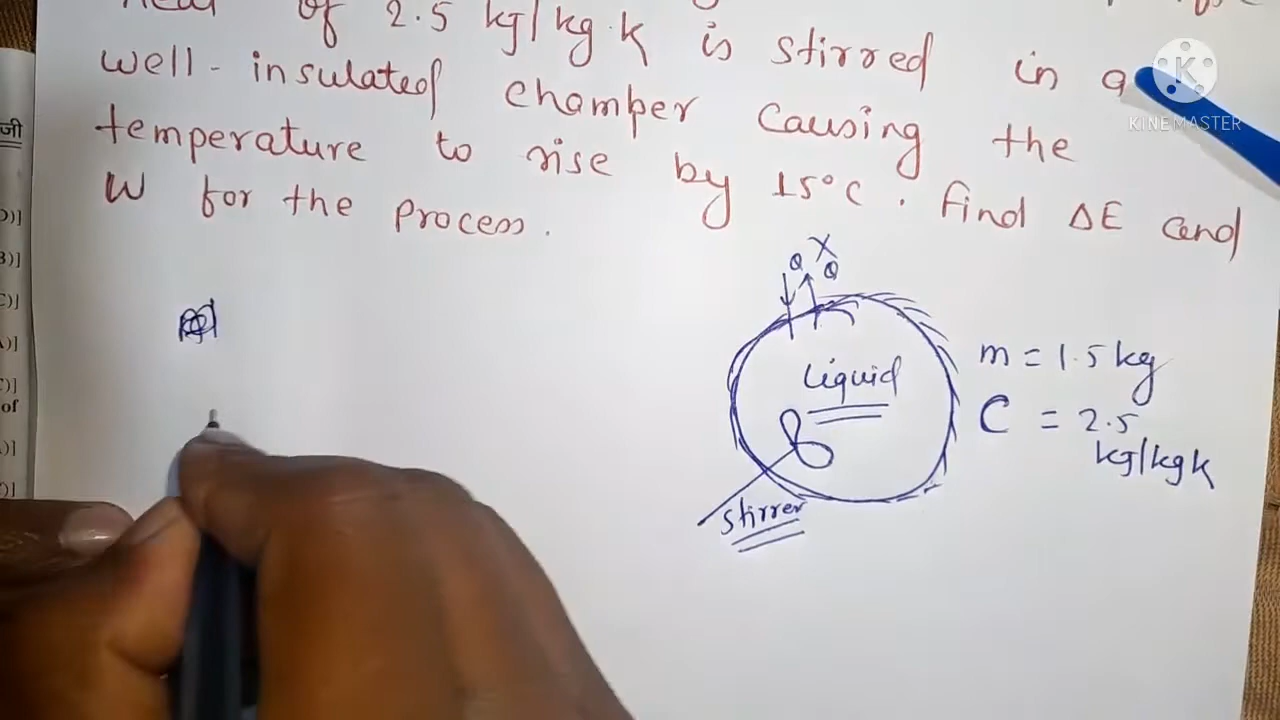 of 2.5 kJ/kg.K is stirred in a
well-insulated chamber causing the
temperature to rise by 15°C. find ΔE and
W for the process.
KINEMASTER
K
जी
D)]
B)]
C)]
A)]
C)]
of
)]
)]
X
Q Q
Liquid
stirrer
m = 1.5 kg
C = 2.5
kJ/kgK